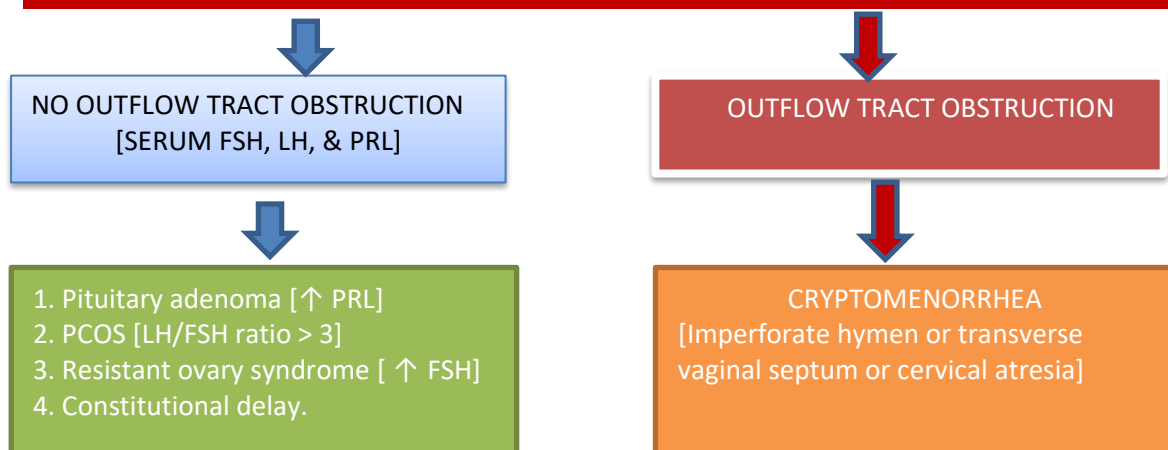 NO OUTFLOW TRACT OBSTRUCTION
[SERUM FSH, LH, & PRL]
OUTFLOW TRACT OBSTRUCTION
1. Pituitary adenoma [↑ PRL]
2. PCOS [LH/FSH ratio > 3]
3. Resistant ovary syndrome [ ↑ FSH]
4. Constitutional delay.
CRYPTOMENORRHEA
[Imperforate hymen or transverse
vaginal septum or cervical atresia]